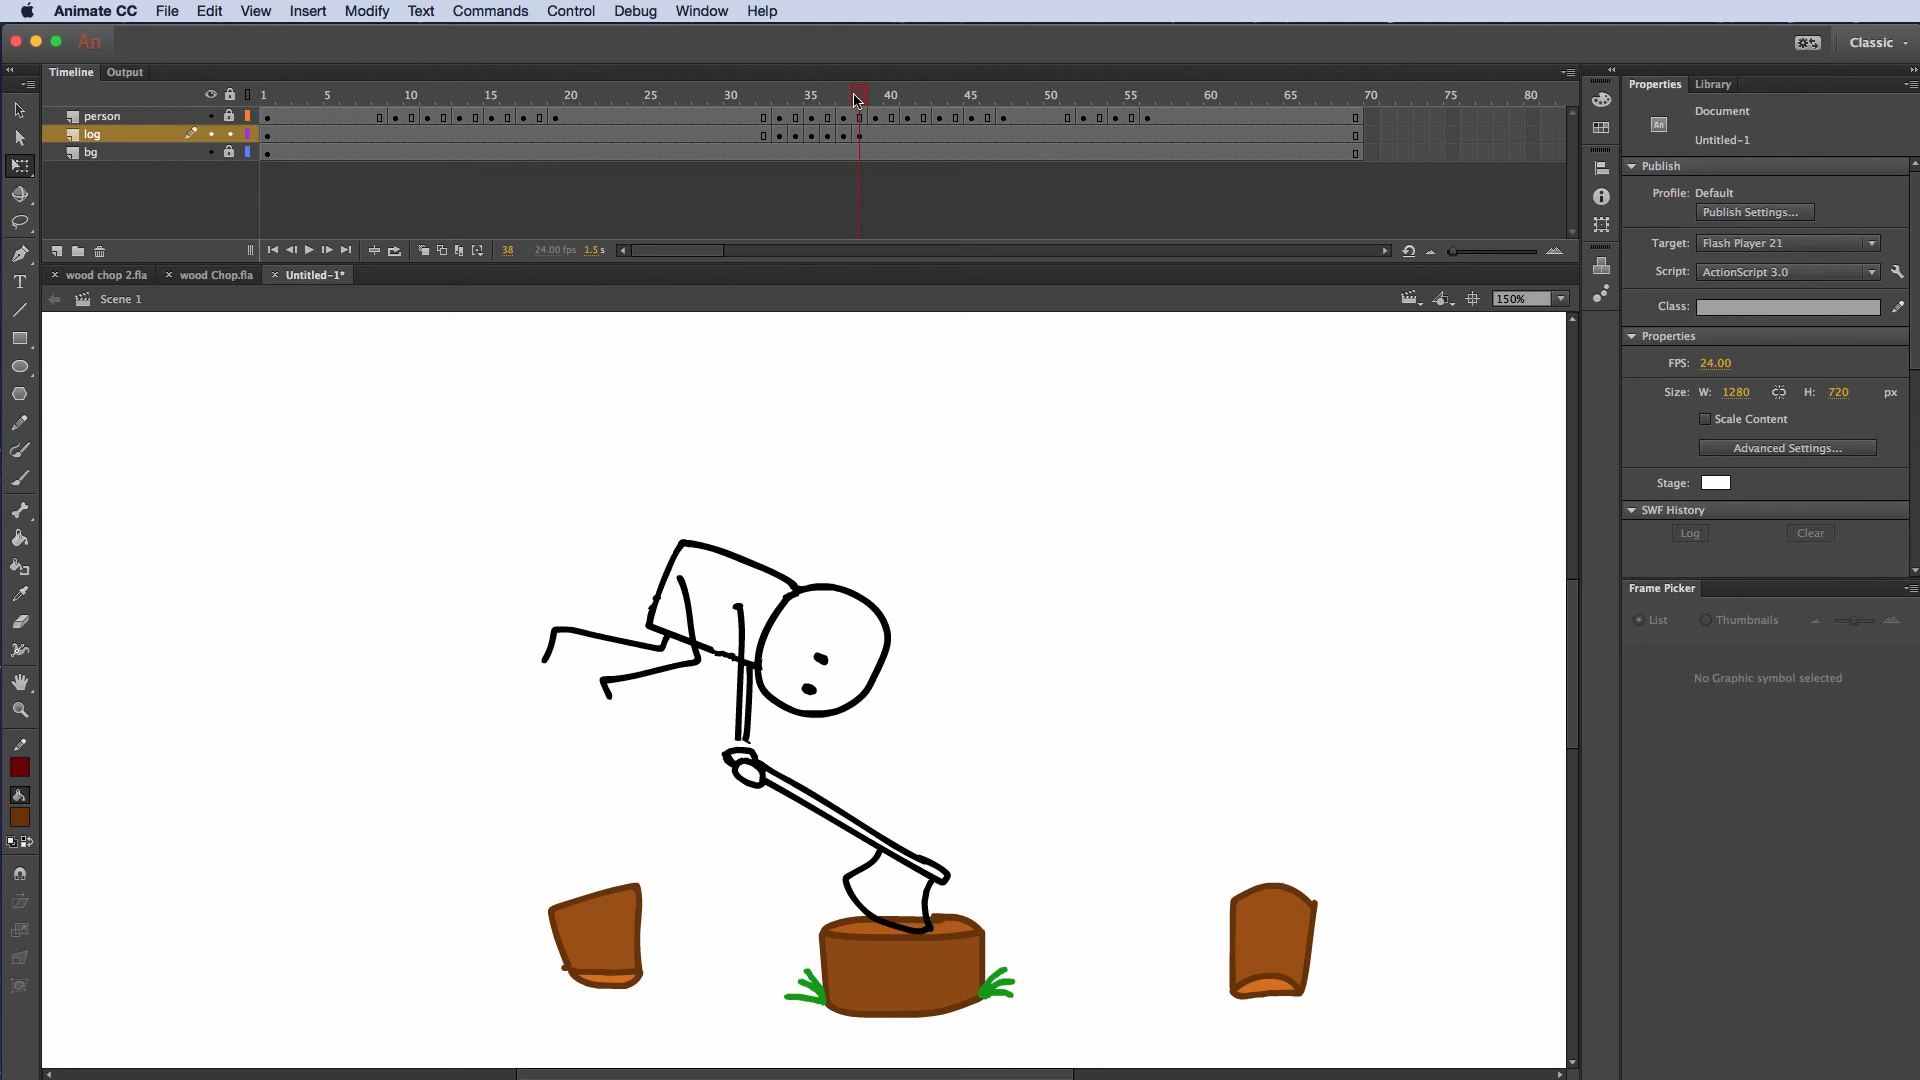 Animate CC File Edit View Insert Modify Text Commands Control Debug Window Help
An Classic
Timeline Output
1 5 10 15 20 25 30 35 40 45 50 55 60 65 70 75 80
person
log
bg
38 24.00 fps 1.5 s
wood chop 2.fla wood Chop.fla Untitled-1*
Scene 1 150%
Properties Library
Document
An
Untitled-1
Publish
Profile: Default
Publish Settings...
Target: Flash Player 21
Script: ActionScript 3.0
Class:
Properties
FPS: 24.00
Size: W: 1280 H: 720 px
Scale Content
Advanced Settings...
Stage:
SWF History
Log Clear
Frame Picker
List Thumbnails
No Graphic symbol selected